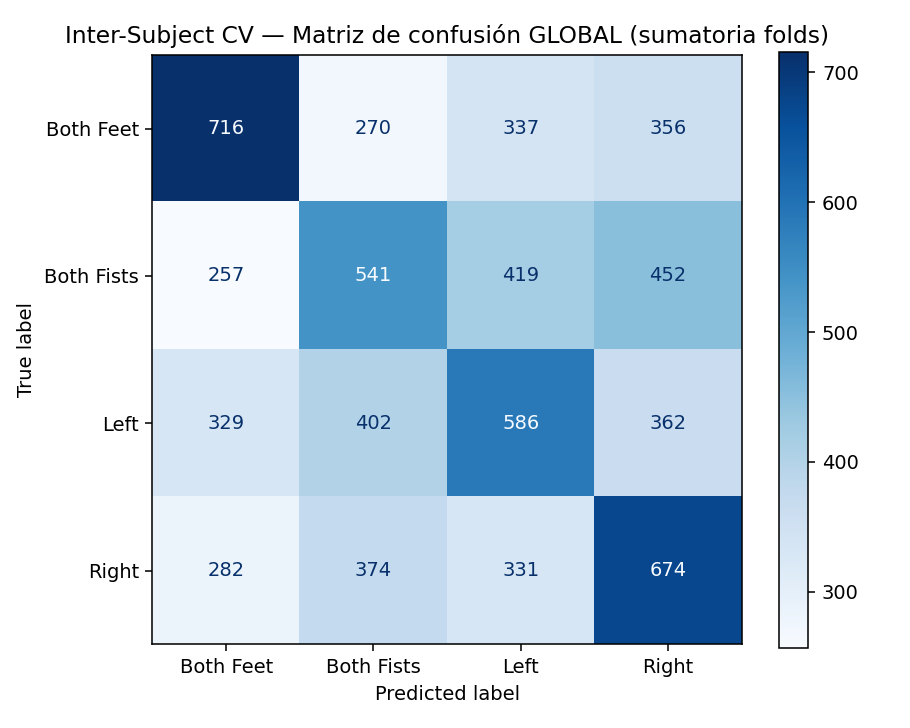 Inter-Subject CV — Matriz de confusión GLOBAL (sumatoria folds)
True label
Both Feet 716 270 337 356
Both Fists 257 541 419 452
Left 329 402 586 362
Right 282 374 331 674
Both Feet Both Fists Left Right
Predicted label
700
600
500
400
300